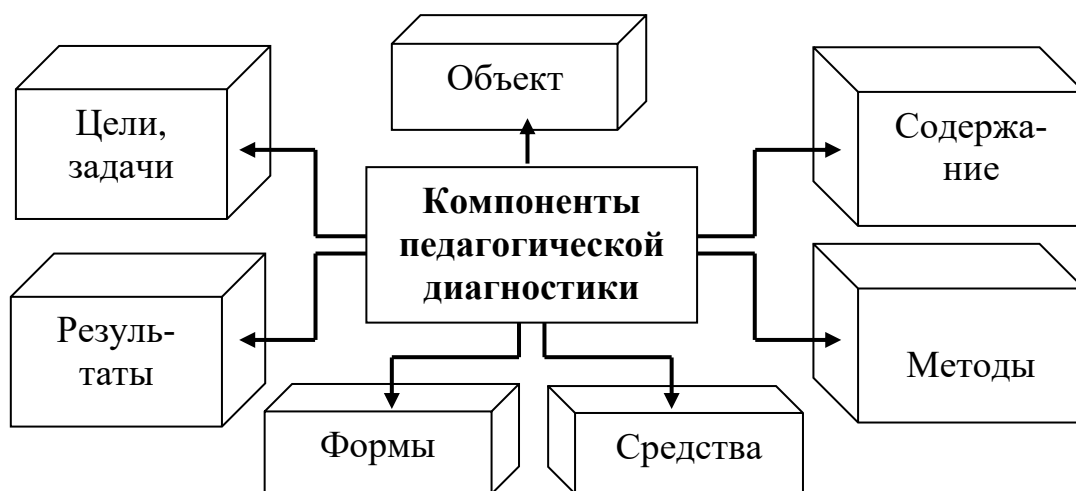 Объект
Цели,
задачи
Содержа-
ние
Компоненты
педагогической
диагностики
Резуль-
таты
Методы
Формы
Средства